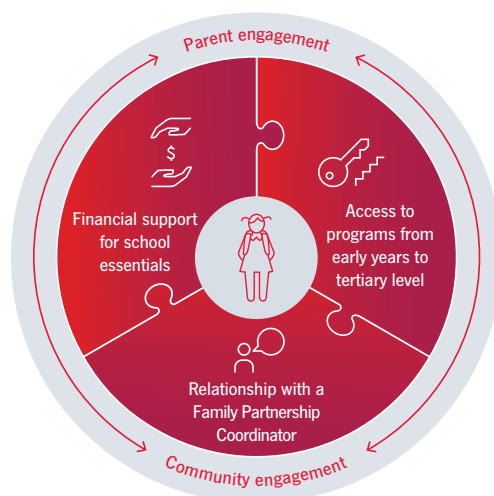 Parent engagement
$
Financial support
for school
essentials
Access to
programs from
early years to
tertiary level
Relationship with a
Family Partnership
Coordinator
Community engagement